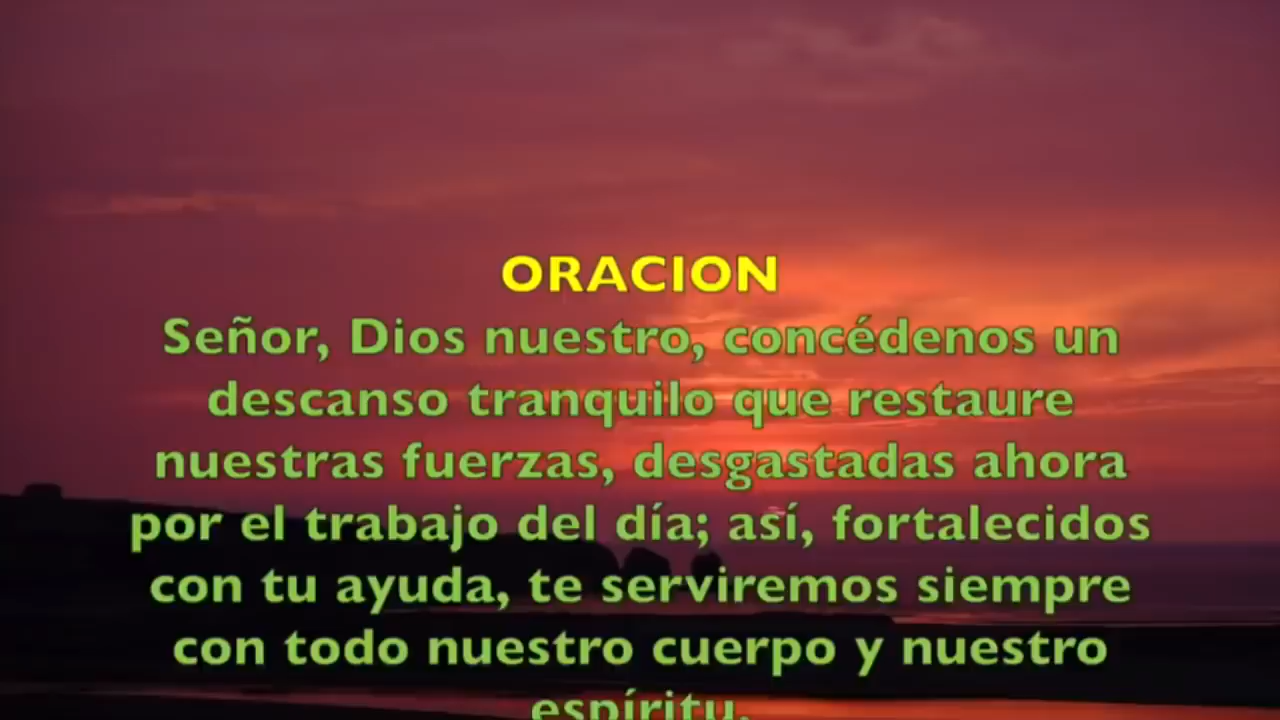 ORACION
Señor, Dios nuestro, concédenos un
descanso tranquilo que restaure
nuestras fuerzas, desgastadas ahora
por el trabajo del día; así, fortalecidos
con tu ayuda, te serviremos siempre
con todo nuestro cuerpo y nuestro
espíritu.